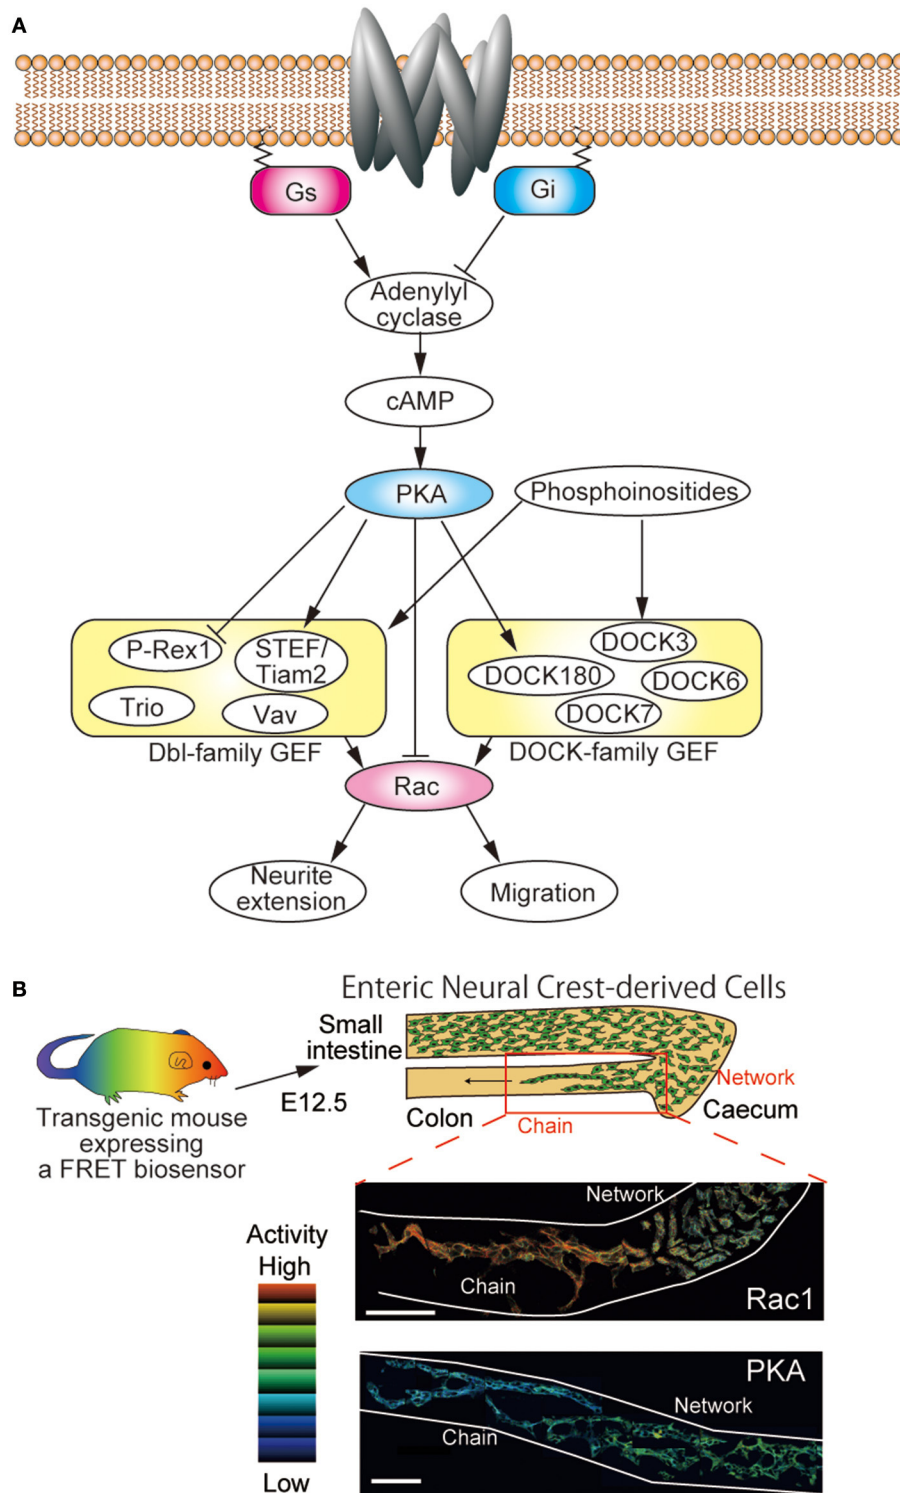 A
Gs
Gi
Adenylyl
cyclase
cAMP
PKA
Phosphoinositides
P-Rex1
STEF/
Tiam2
Trio
Vav
DOCK3
DOCK180
DOCK6
DOCK7
Dbl-family GEF
DOCK-family GEF
Rac
Neurite
extension
Migration
B
Enteric Neural Crest-derived Cells
Small
intestine
E12.5
Transgenic mouse
expressing
a FRET biosensor
Colon
Chain
Network
Caecum
Activity
High
Low
Network
Chain
Rac1
PKA
Network
Chain